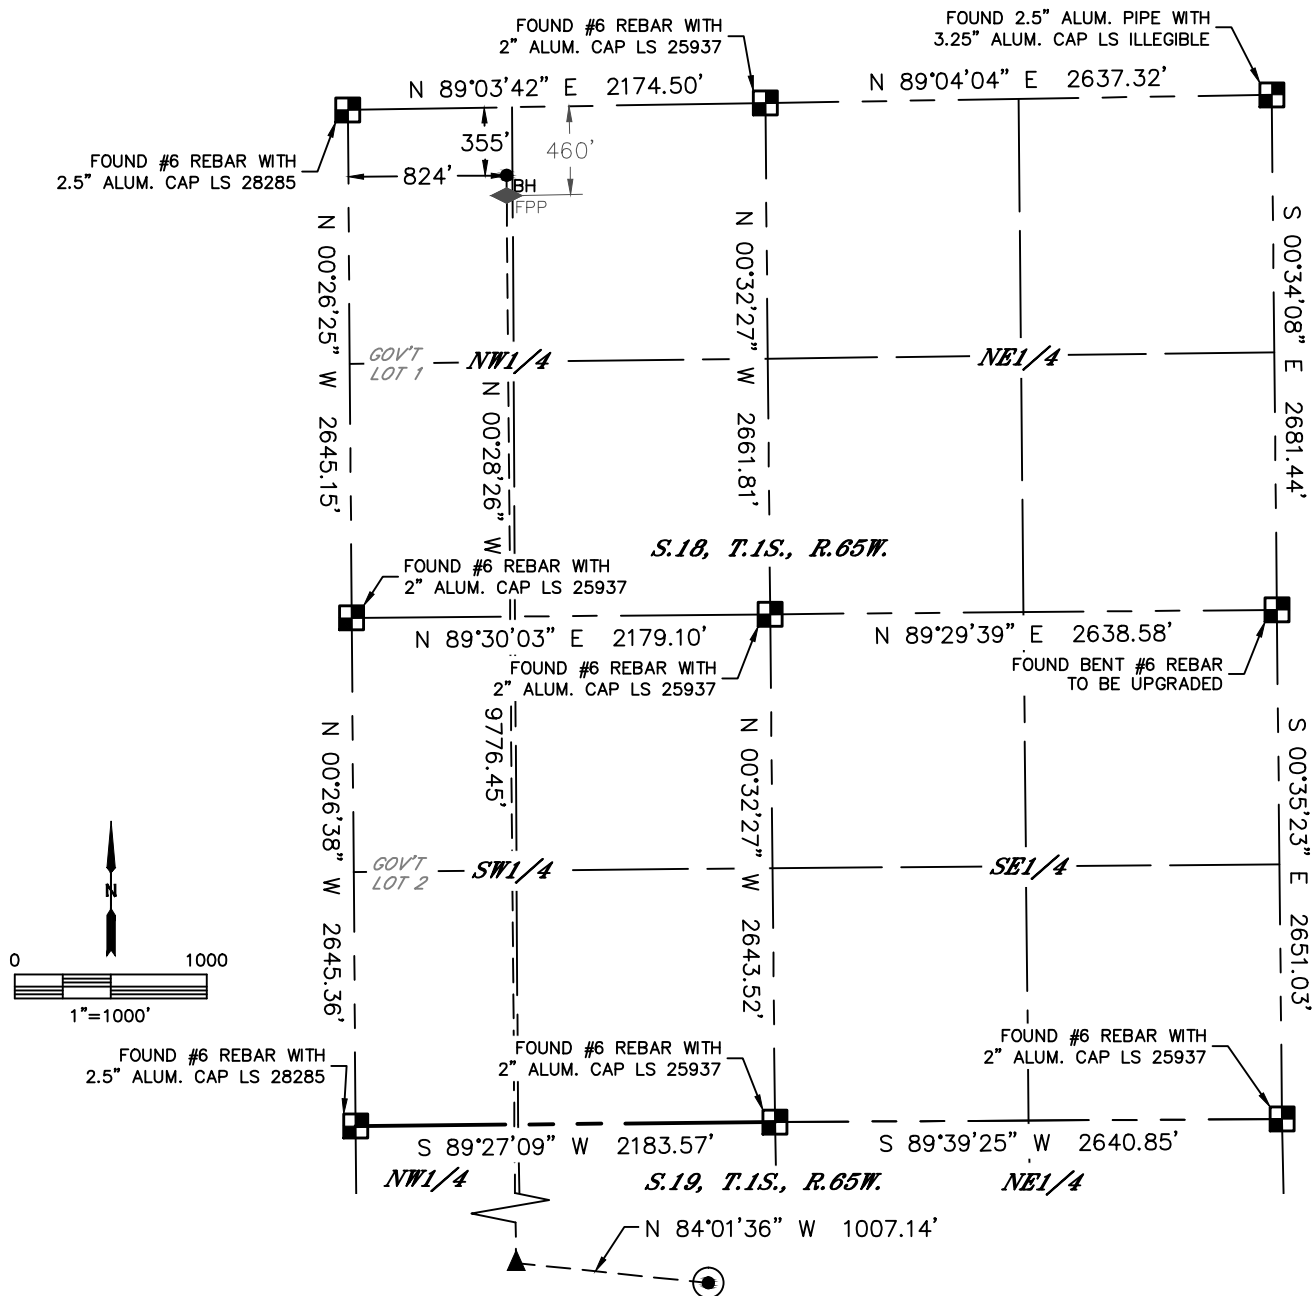 FOUND #6 REBAR WITH
2" ALUM. CAP LS 25937
FOUND 2.5" ALUM. PIPE WITH
3.25" ALUM. CAP LS ILLEGIBLE
N 89°03'42" E 2174.50'
N 89°04'04" E 2637.32'
FOUND #6 REBAR WITH
2.5" ALUM. CAP LS 28285
355'
460'
824'
BH
FPP
N 00°26'25" W 2645.15'
N 00°32'27" W 2661.81'
S 00°34'08" E 2681.44'
GOV'T
LOT 1
NW1/4
NE1/4
N 00°28'26" W 9776.45'
S.18, T.1S., R.65W.
FOUND #6 REBAR WITH
2" ALUM. CAP LS 25937
N 89°30'03" E 2179.10'
N 89°29'39" E 2638.58'
FOUND #6 REBAR WITH
2" ALUM. CAP LS 25937
FOUND BENT #6 REBAR
TO BE UPGRADED
N 00°26'38" W 2645.36'
N 00°32'27" W 2643.52'
S 00°35'23" E 2651.03'
GOV'T
LOT 2
SW1/4
SE1/4
N
0 1000
1"=1000'
FOUND #6 REBAR WITH
2.5" ALUM. CAP LS 28285
FOUND #6 REBAR WITH
2" ALUM. CAP LS 25937
FOUND #6 REBAR WITH
2" ALUM. CAP LS 25937
S 89°27'09" W 2183.57'
S 89°39'25" W 2640.85'
NW1/4
S.19, T.1S., R.65W.
NE1/4
N 84°01'36" W 1007.14'